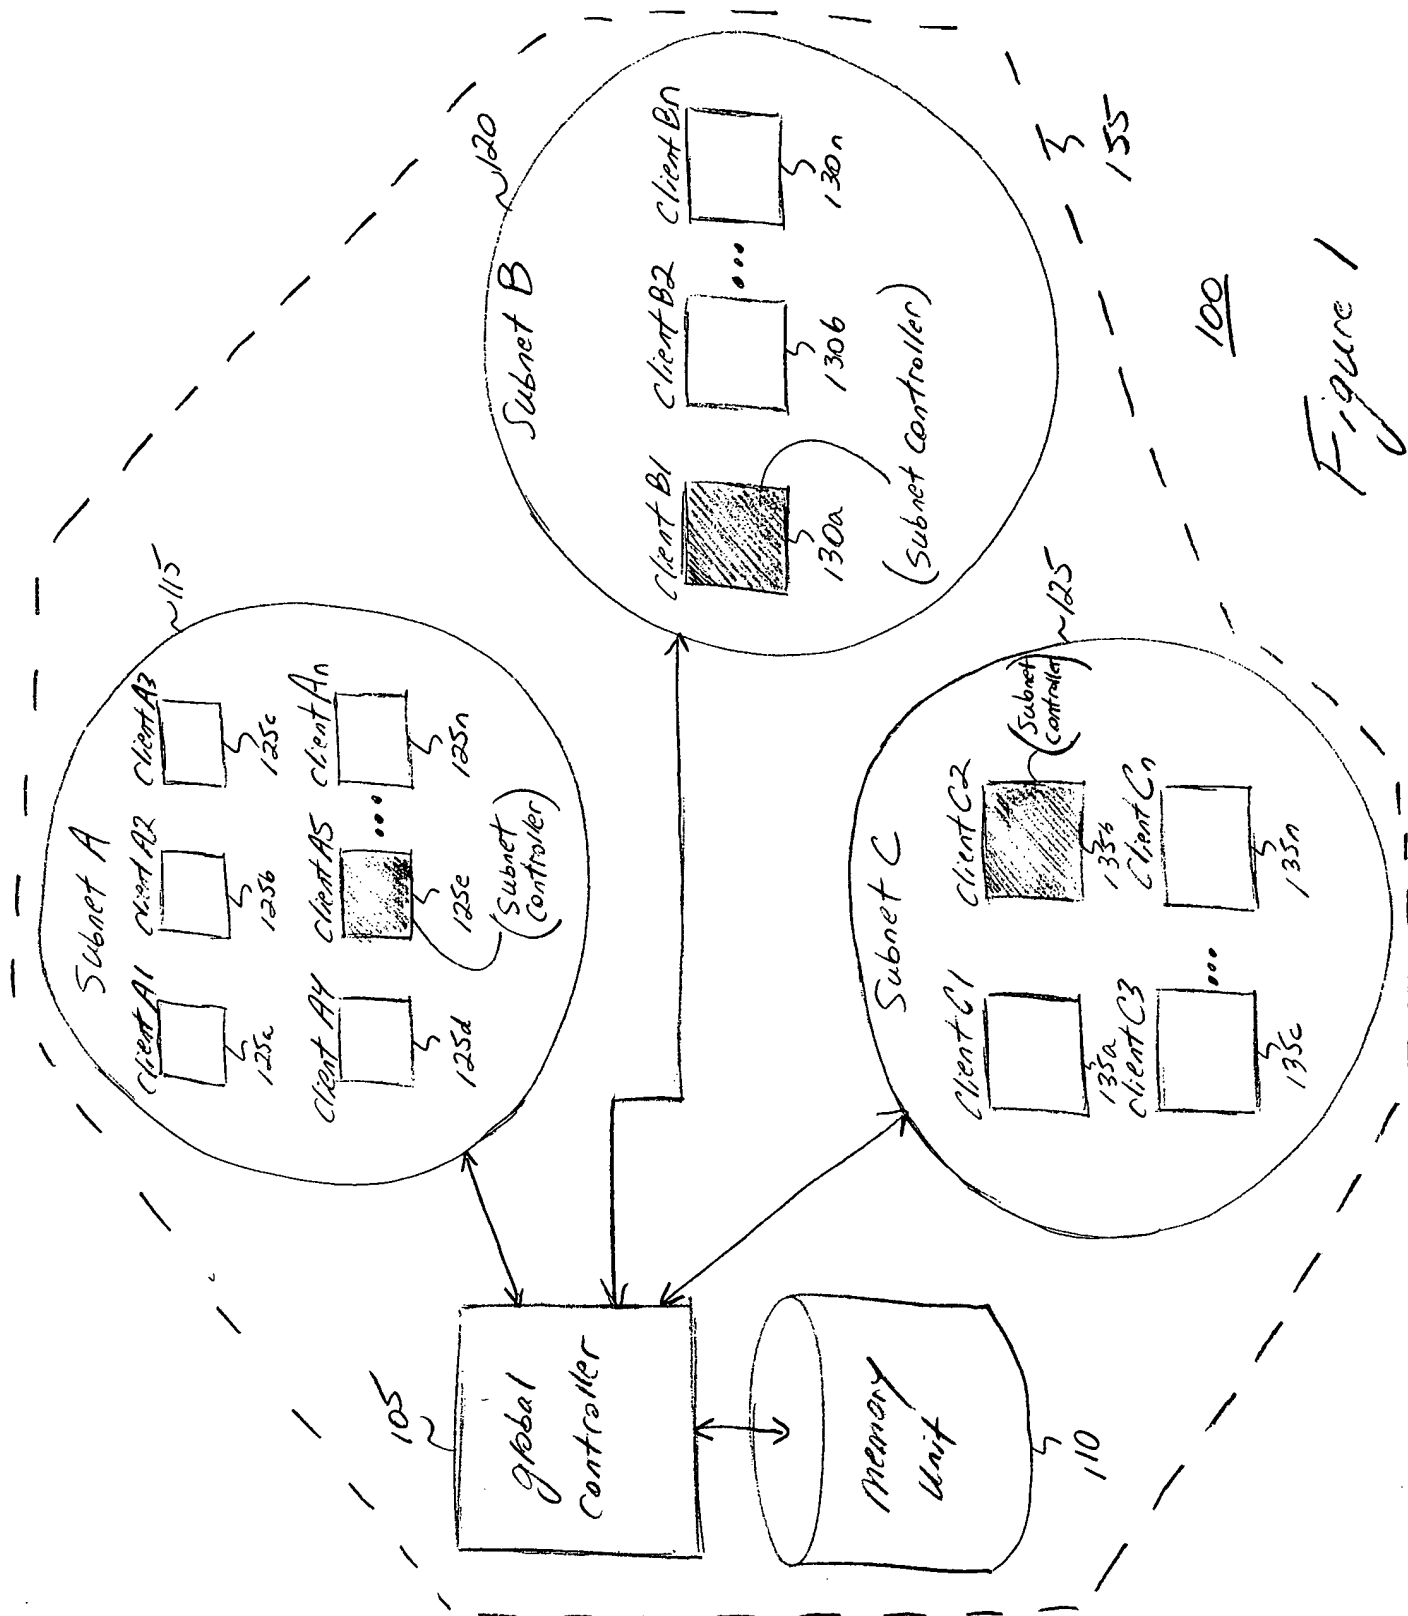 105
global
controller
memory
unit
110
115
Subnet A
client A1
client A2
client A3
125a
125b
125c
client A4
client A5
client An
...
125d
125e
125n
(Subnet
controller)
120
Subnet B
client B1
client B2
client Bn
...
130a
130b
130n
(Subnet controller)
125
Subnet C
client C1
client C2
(Subnet
controller)
135a
135b
client C3
client Cn
...
135c
135n
155
100
Figure 1